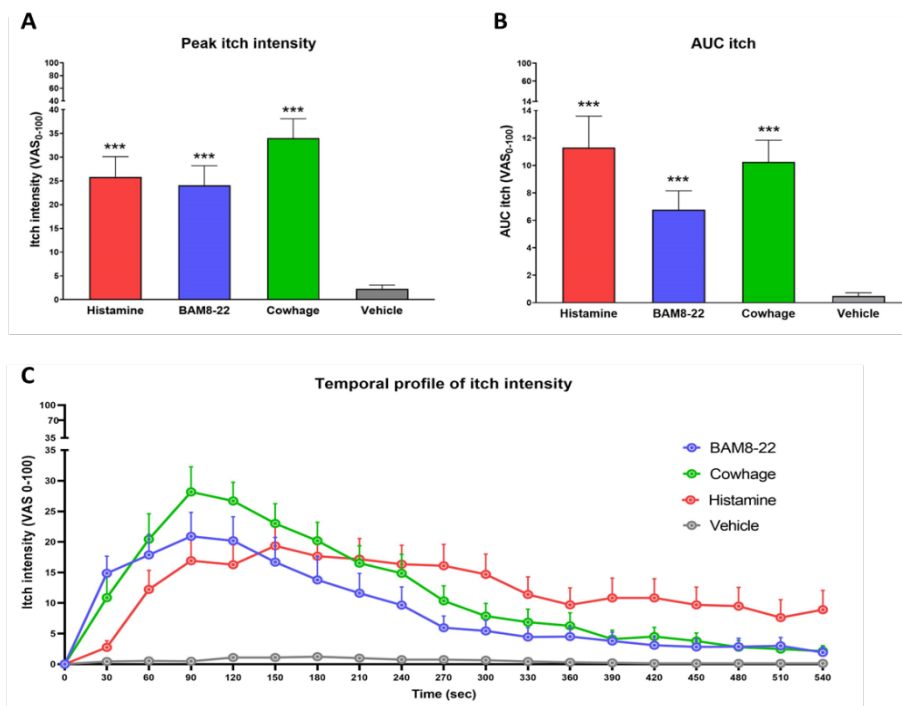 A
Peak itch intensity
Itch intensity (VAS0-100)
100
80
60
40
40
35
30
25
20
15
10
5
0
***
***
***
Histamine
BAM8-22
Cowhage
Vehicle
B
AUC itch
AUC itch (VAS0-100)
100
60
14
14
12
10
8
6
4
2
0
***
***
***
Histamine
BAM8-22
Cowhage
Vehicle
C
Temporal profile of itch intensity
Itch intensity (VAS 0-100)
100
70
35
35
30
25
20
15
10
5
0
BAM8-22
Cowhage
Histamine
Vehicle
0 30 60 90 120 150 180 210 240 270 300 330 360 390 420 450 480 510 540
Time (sec)